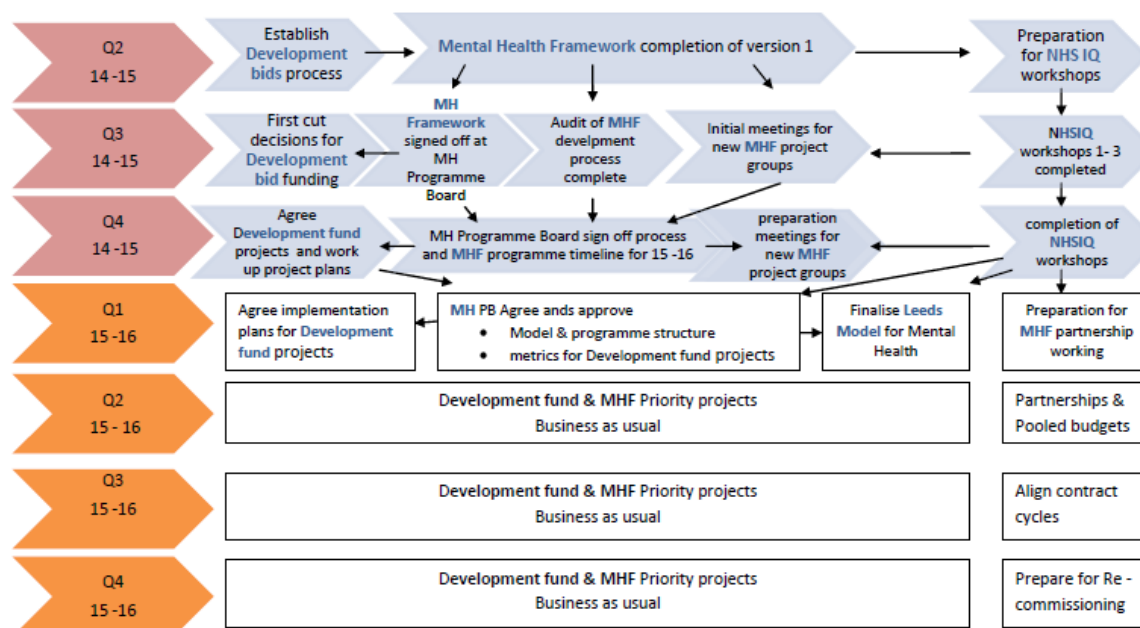 Q2
14 -15
Establish
Development
bids process
Mental Health Framework completion of version 1
Preparation
for NHS IQ
workshops
Q3
14 -15
First cut
decisions for
Development
bid funding
MH
Framework
signed off at
MH
Programme
Board
Audit of MHF
develpment
process
complete
Initial meetings for
new MHF project
groups
NHSIQ
workshops 1- 3
completed
Q4
14 -15
Agree
Development fund
projects and work
up project plans
MH Programme Board sign off process
and MHF programme timeline for 15 -16
preparation
meetings for
new MHF
project groups
completion of
NHSIQ
workshops
Q1
15 -16
Agree implementation
plans for Development
fund projects
MH PB Agree ands approve
• Model & programme structure
• metrics for Development fund projects
Finalise Leeds
Model for Mental
Health
Preparation for
MHF partnership
working
Q2
15 - 16
Development fund & MHF Priority projects
Business as usual
Partnerships &
Pooled budgets
Q3
15 -16
Development fund & MHF Priority projects
Business as usual
Align contract
cycles
Q4
15 -16
Development fund & MHF Priority projects
Business as usual
Prepare for Re -
commissioning